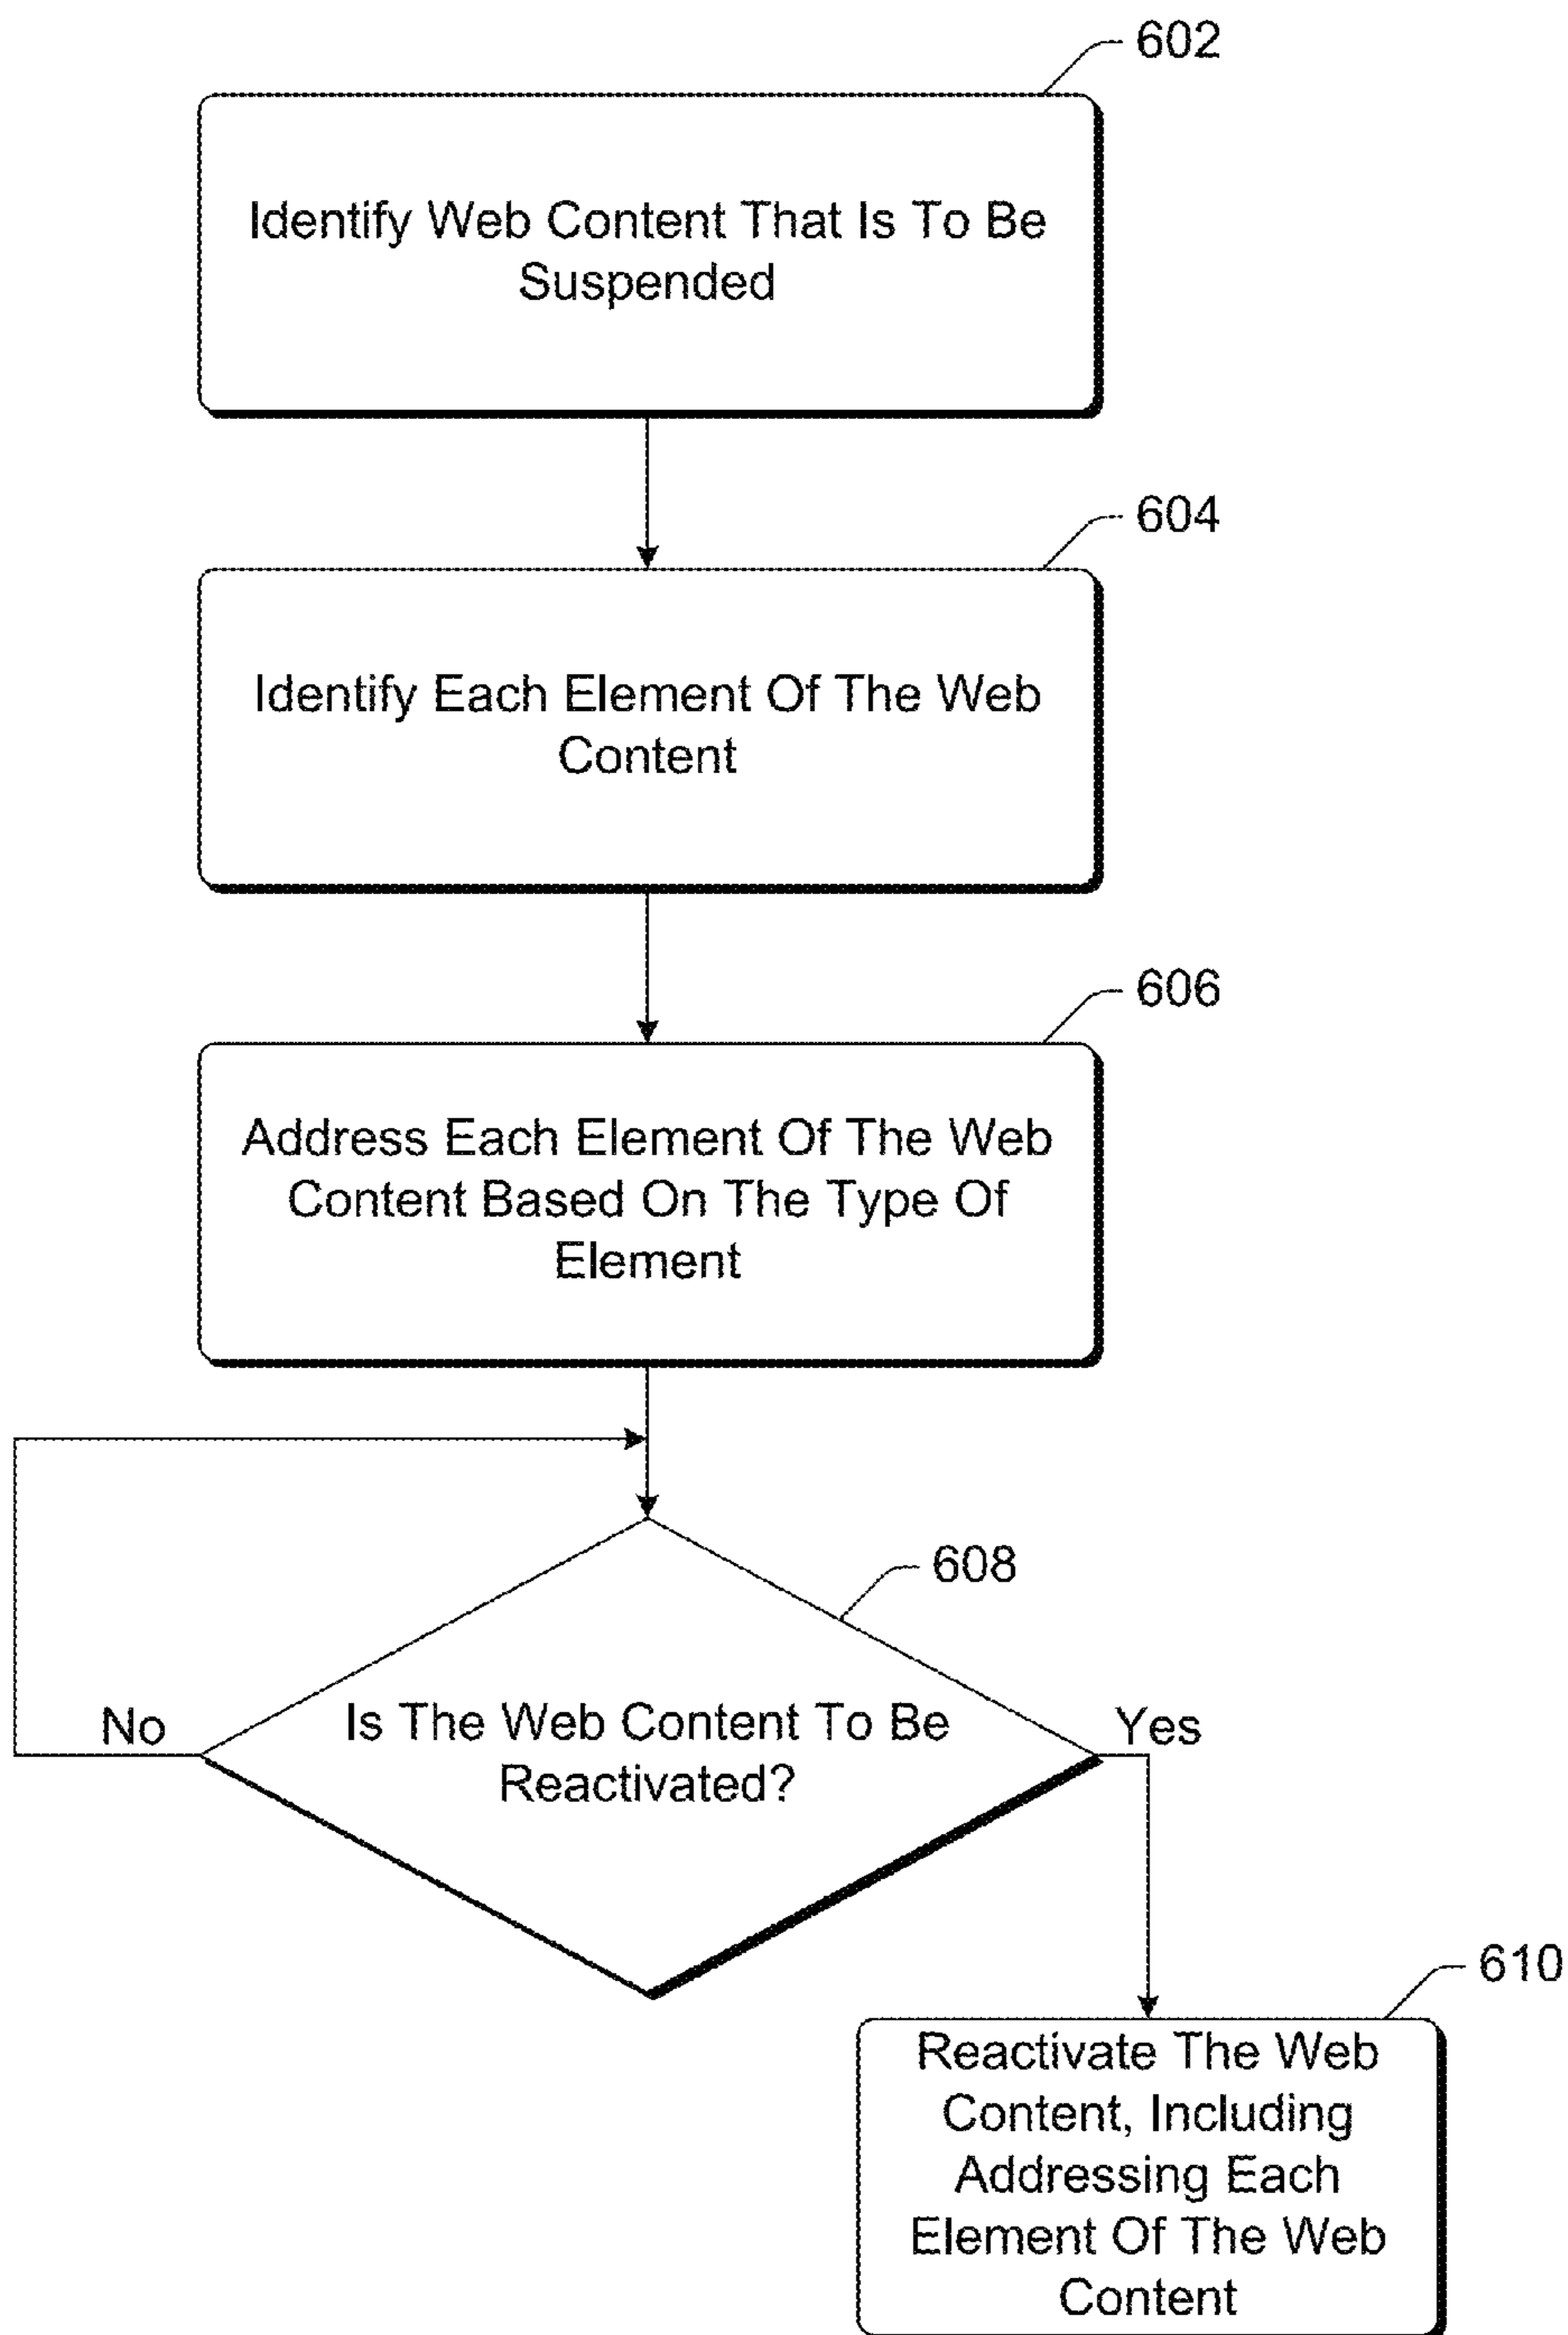 602
Identify Web Content That Is To Be
Suspended
604
Identify Each Element Of The Web
Content
606
Address Each Element Of The Web
Content Based On The Type Of
Element
608
Is The Web Content To Be
Reactivated?
No
Yes
610
Reactivate The Web
Content, Including
Addressing Each
Element Of The Web
Content